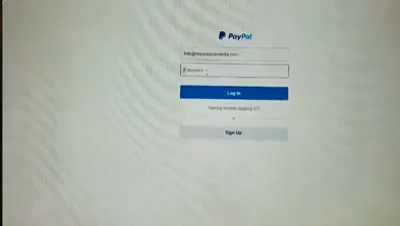 PayPal
Password
Log In
Having trouble logging in?
or
Sign Up